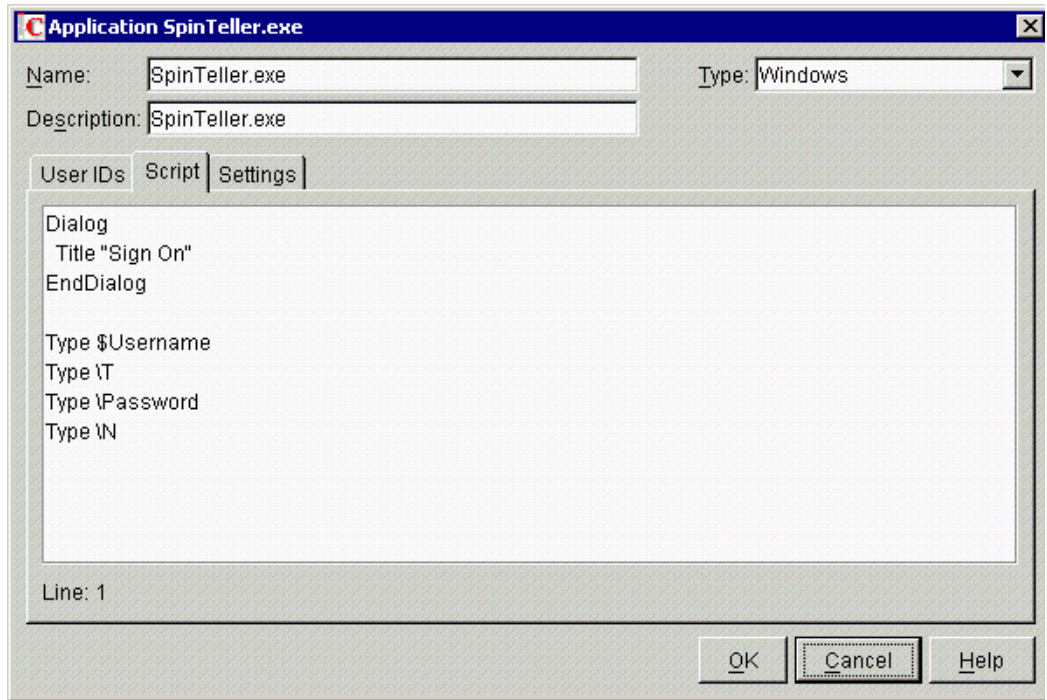 C Application SpinTeller.exe
Name: SpinTeller.exe Type: Windows
Description: SpinTeller.exe
User IDs Script Settings
Dialog
Title "Sign On"
EndDialog
Type $Username
Type \T
Type \Password
Type \N
Line: 1
OK Cancel Help